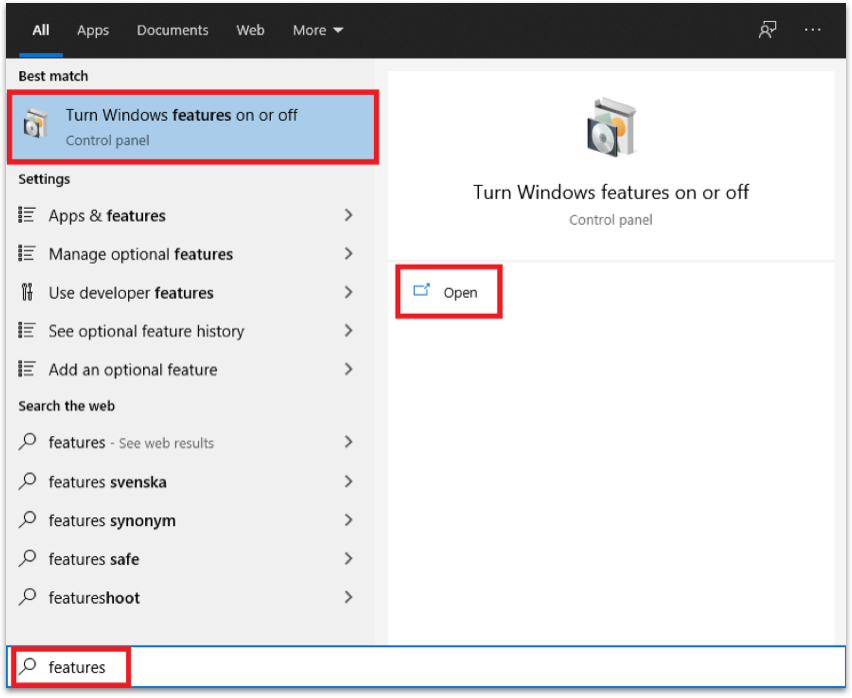 All Apps Documents Web More
Best match
Turn Windows features on or off
Control panel
Settings
Apps & features
Manage optional features
Use developer features
See optional feature history
Add an optional feature
Search the web
features - See web results
features svenska
features synonym
features safe
featureshoot
Turn Windows features on or off
Control panel
Open
features